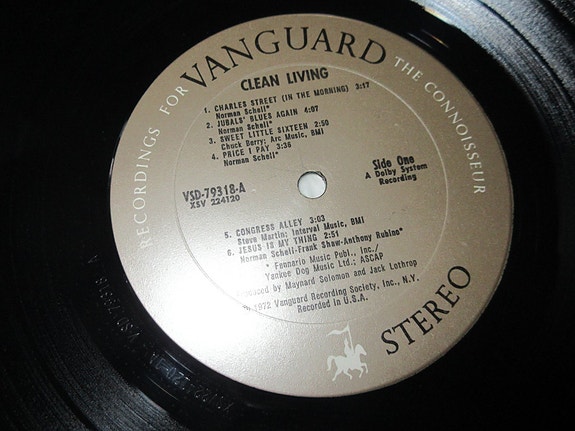 RECORDINGS FOR VANGUARD THE CONNOISSEUR
CLEAN LIVING
1. CHARLES STREET (IN THE MORNING) 3:17
Norman Schell*
2. JUBALS' BLUES AGAIN 4:07
Norman Schell*
3. SWEET LITTLE SIXTEEN 2:50
Chuck Berry; Arc Music, BMI
4. PRICE I PAY 3:36
Norman Schell*
VSD-79318-A
XSV 224120
Side One
A Dolby System
Recording
5. CONGRESS ALLEY 3:03
Steve Martin; Interval Music, BMI
6. JESUS IS MY THING 2:51
Norman Schell-Frank Shaw-Anthony Rubino*
* Fennario Music Publ., Inc./
Yankee Dog Music Ltd.; ASCAP
Produced by Maynard Solomon and Jack Lothrop
1972 Vanguard Recording Society, Inc., N.Y.
Recorded in U.S.A.
STEREO